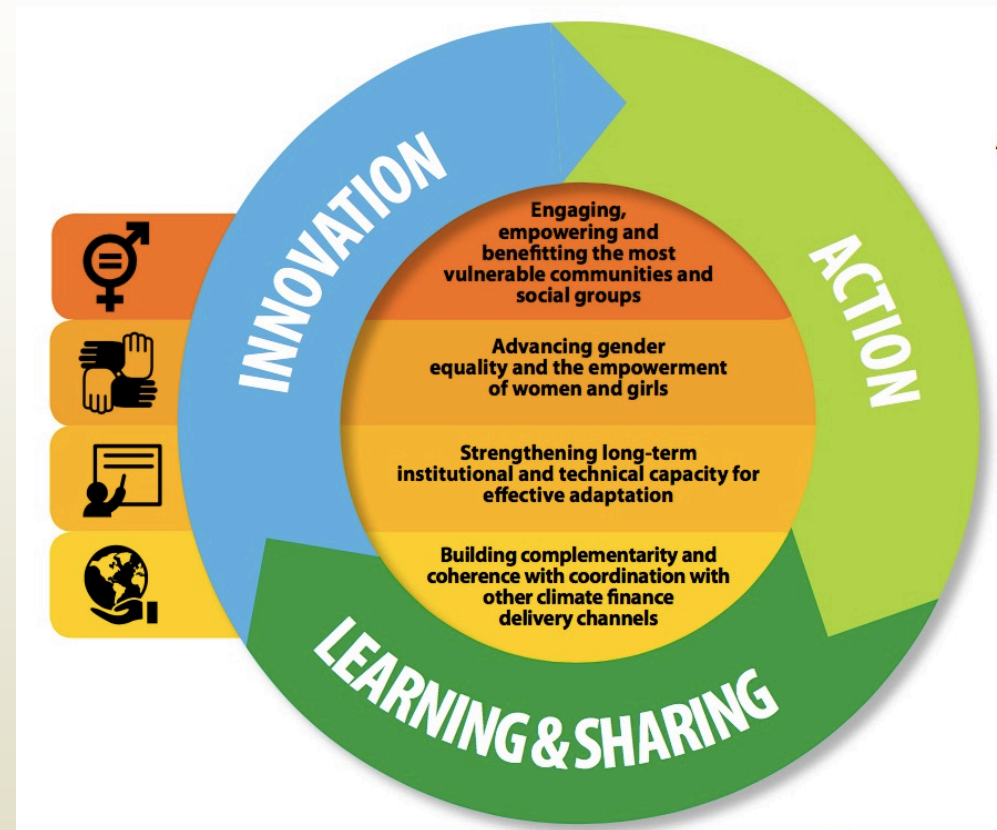 INNOVATION
ACTION
Engaging,
empowering and
benefitting the most
vulnerable communities and
social groups
Advancing gender
equality and the empowerment
of women and girls
Strengthening long-term
institutional and technical capacity for
effective adaptation
Building complementarity and
coherence with coordination with
other climate finance
delivery channels
LEARNING & SHARING